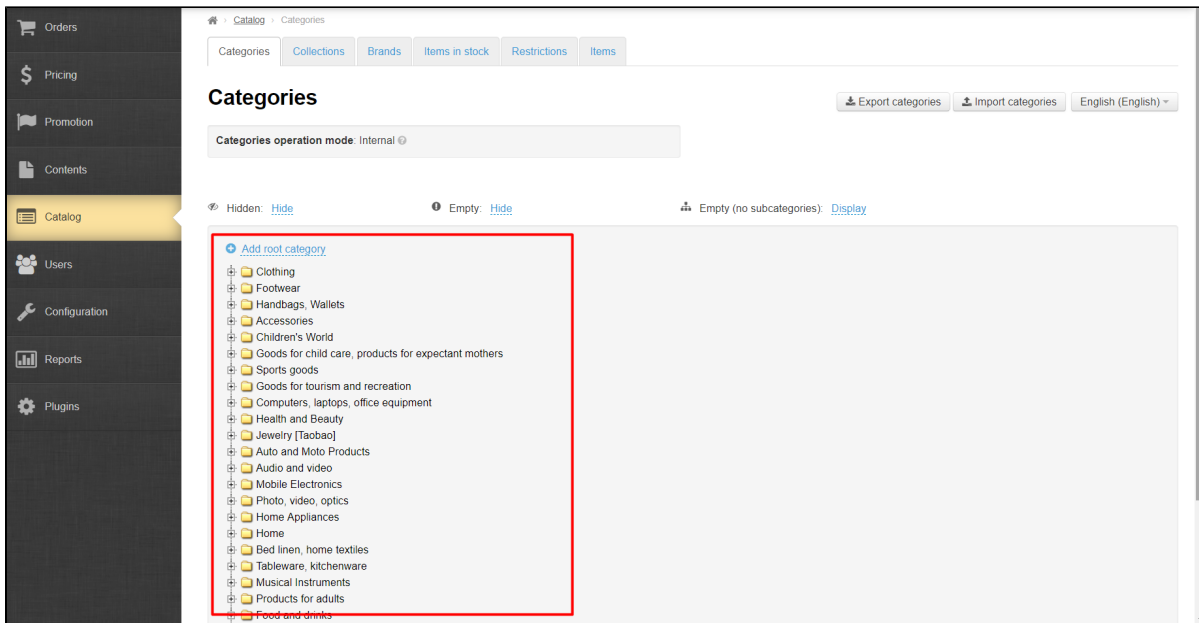 Orders
Pricing
Promotion
Contents
Catalog
Users
Configuration
Reports
Plugins
Catalog › Categories
Categories Collections Brands Items in stock Restrictions Items
Categories
Export categories Import categories English (English)
Categories operation mode: Internal
Hidden: Hide Empty: Hide Empty (no subcategories): Display
Add root category
Clothing
Footwear
Handbags, Wallets
Accessories
Children's World
Goods for child care, products for expectant mothers
Sports goods
Goods for tourism and recreation
Computers, laptops, office equipment
Health and Beauty
Jewelry [Taobao]
Auto and Moto Products
Audio and video
Mobile Electronics
Photo, video, optics
Home Appliances
Home
Bed linen, home textiles
Tableware, kitchenware
Musical Instruments
Products for adults
Food and drinks